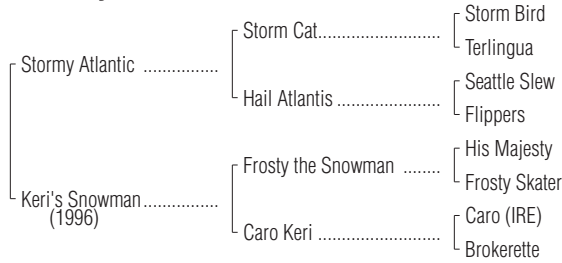 Storm Bird
Storm Cat..............................
Terlingua
Stormy Atlantic ................
Seattle Slew
Hail Atlantis ........................
Flippers
His Majesty
Frosty the Snowman ........
Frosty Skater
Keri's Snowman................
(1996)
Caro (IRE)
Caro Keri ............................
Brokerette